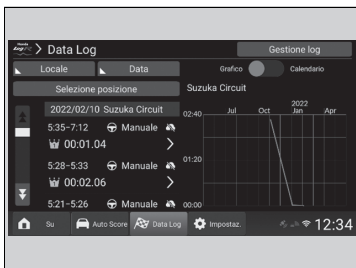 Honda
LogR
Data Log
Gestione log
Locale
Data
Grafico
Calendario
Selezione posizione
Suzuka Circuit
2022/02/10 Suzuka Circuit
5:35-7:12 Manuale
00:01.04
5:28-5:33 Manuale
00:02.06
5:21-5:26 Manuale
02:40
01:20
00:00
Jul Oct 2022 Jan Apr
Su
Auto Score
Data Log
Impostaz.
12:34